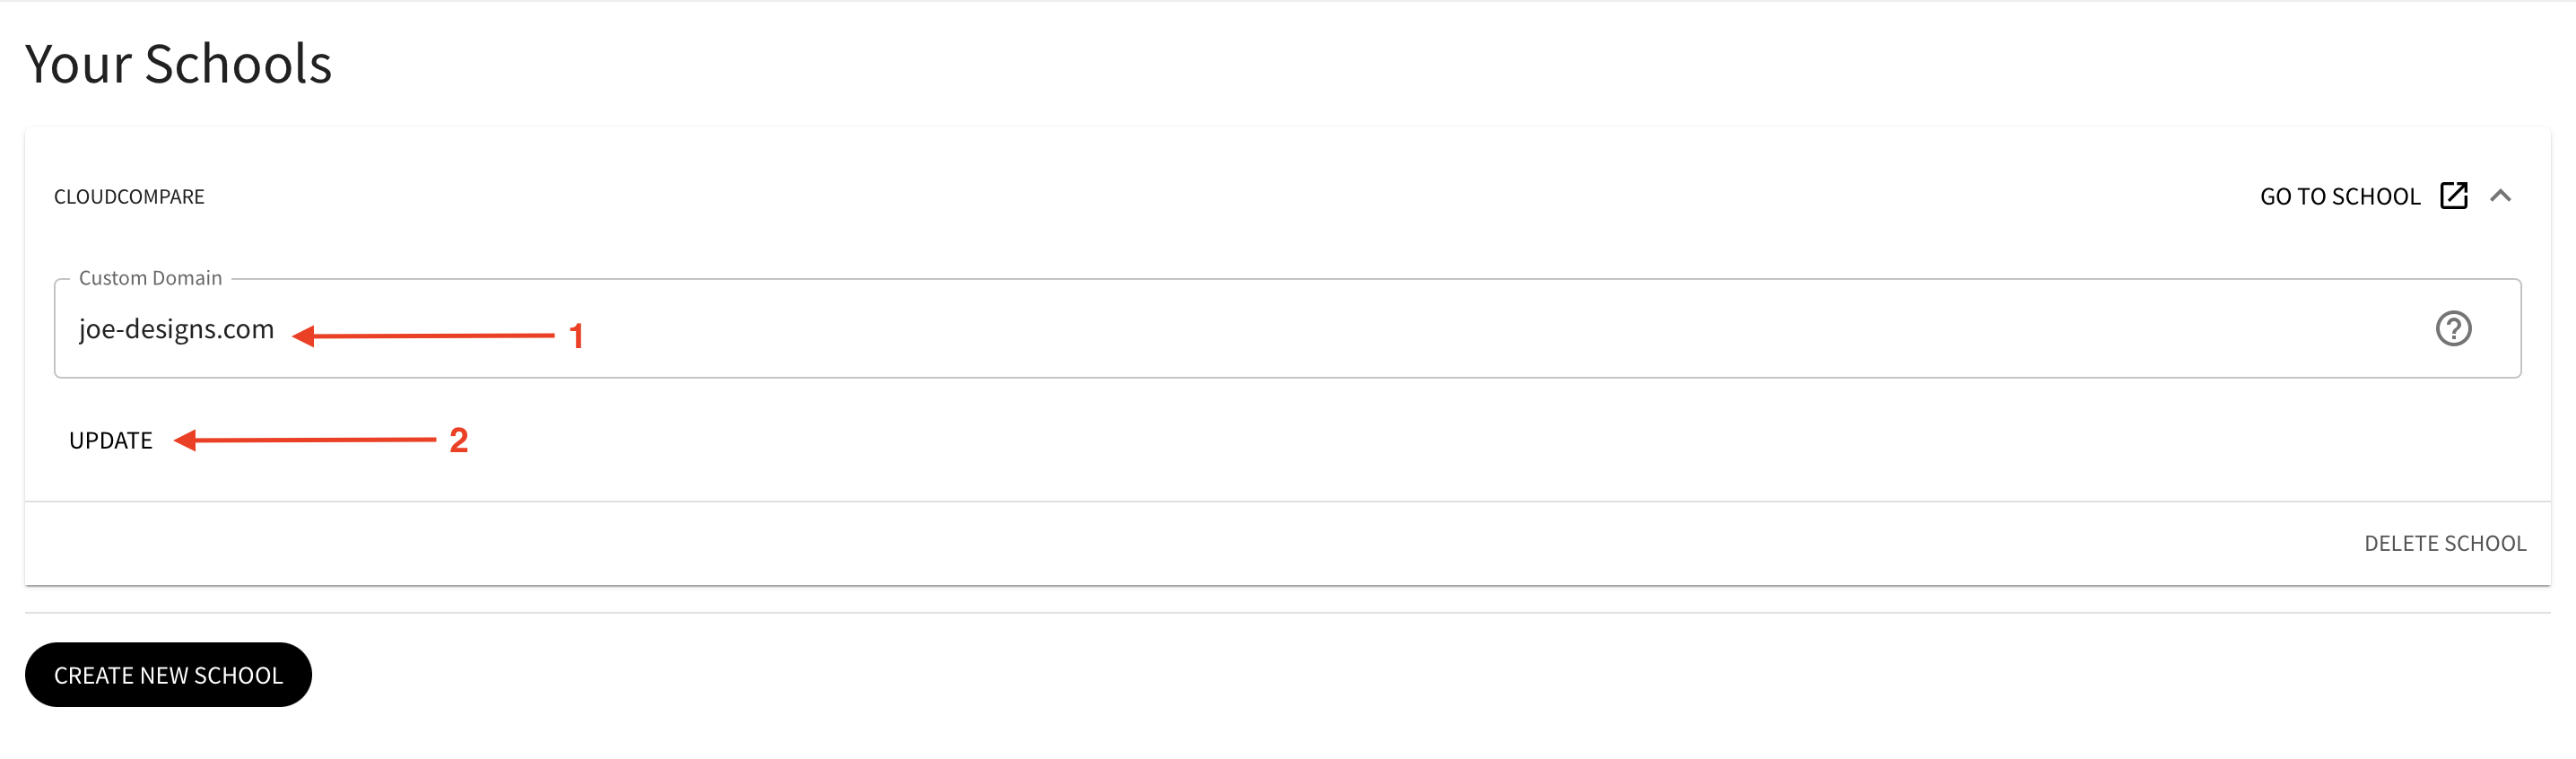 Your Schools
CLOUDCOMPARE
GO TO SCHOOL
Custom Domain
joe-designs.com
1
?
UPDATE
2
DELETE SCHOOL
CREATE NEW SCHOOL